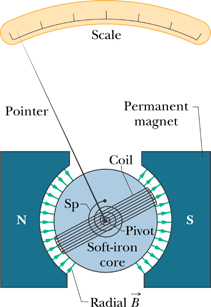 Scale
Pointer
Permanent
magnet
Coil
Sp
N
S
Pivot
Soft-iron
core
Radial B⃗